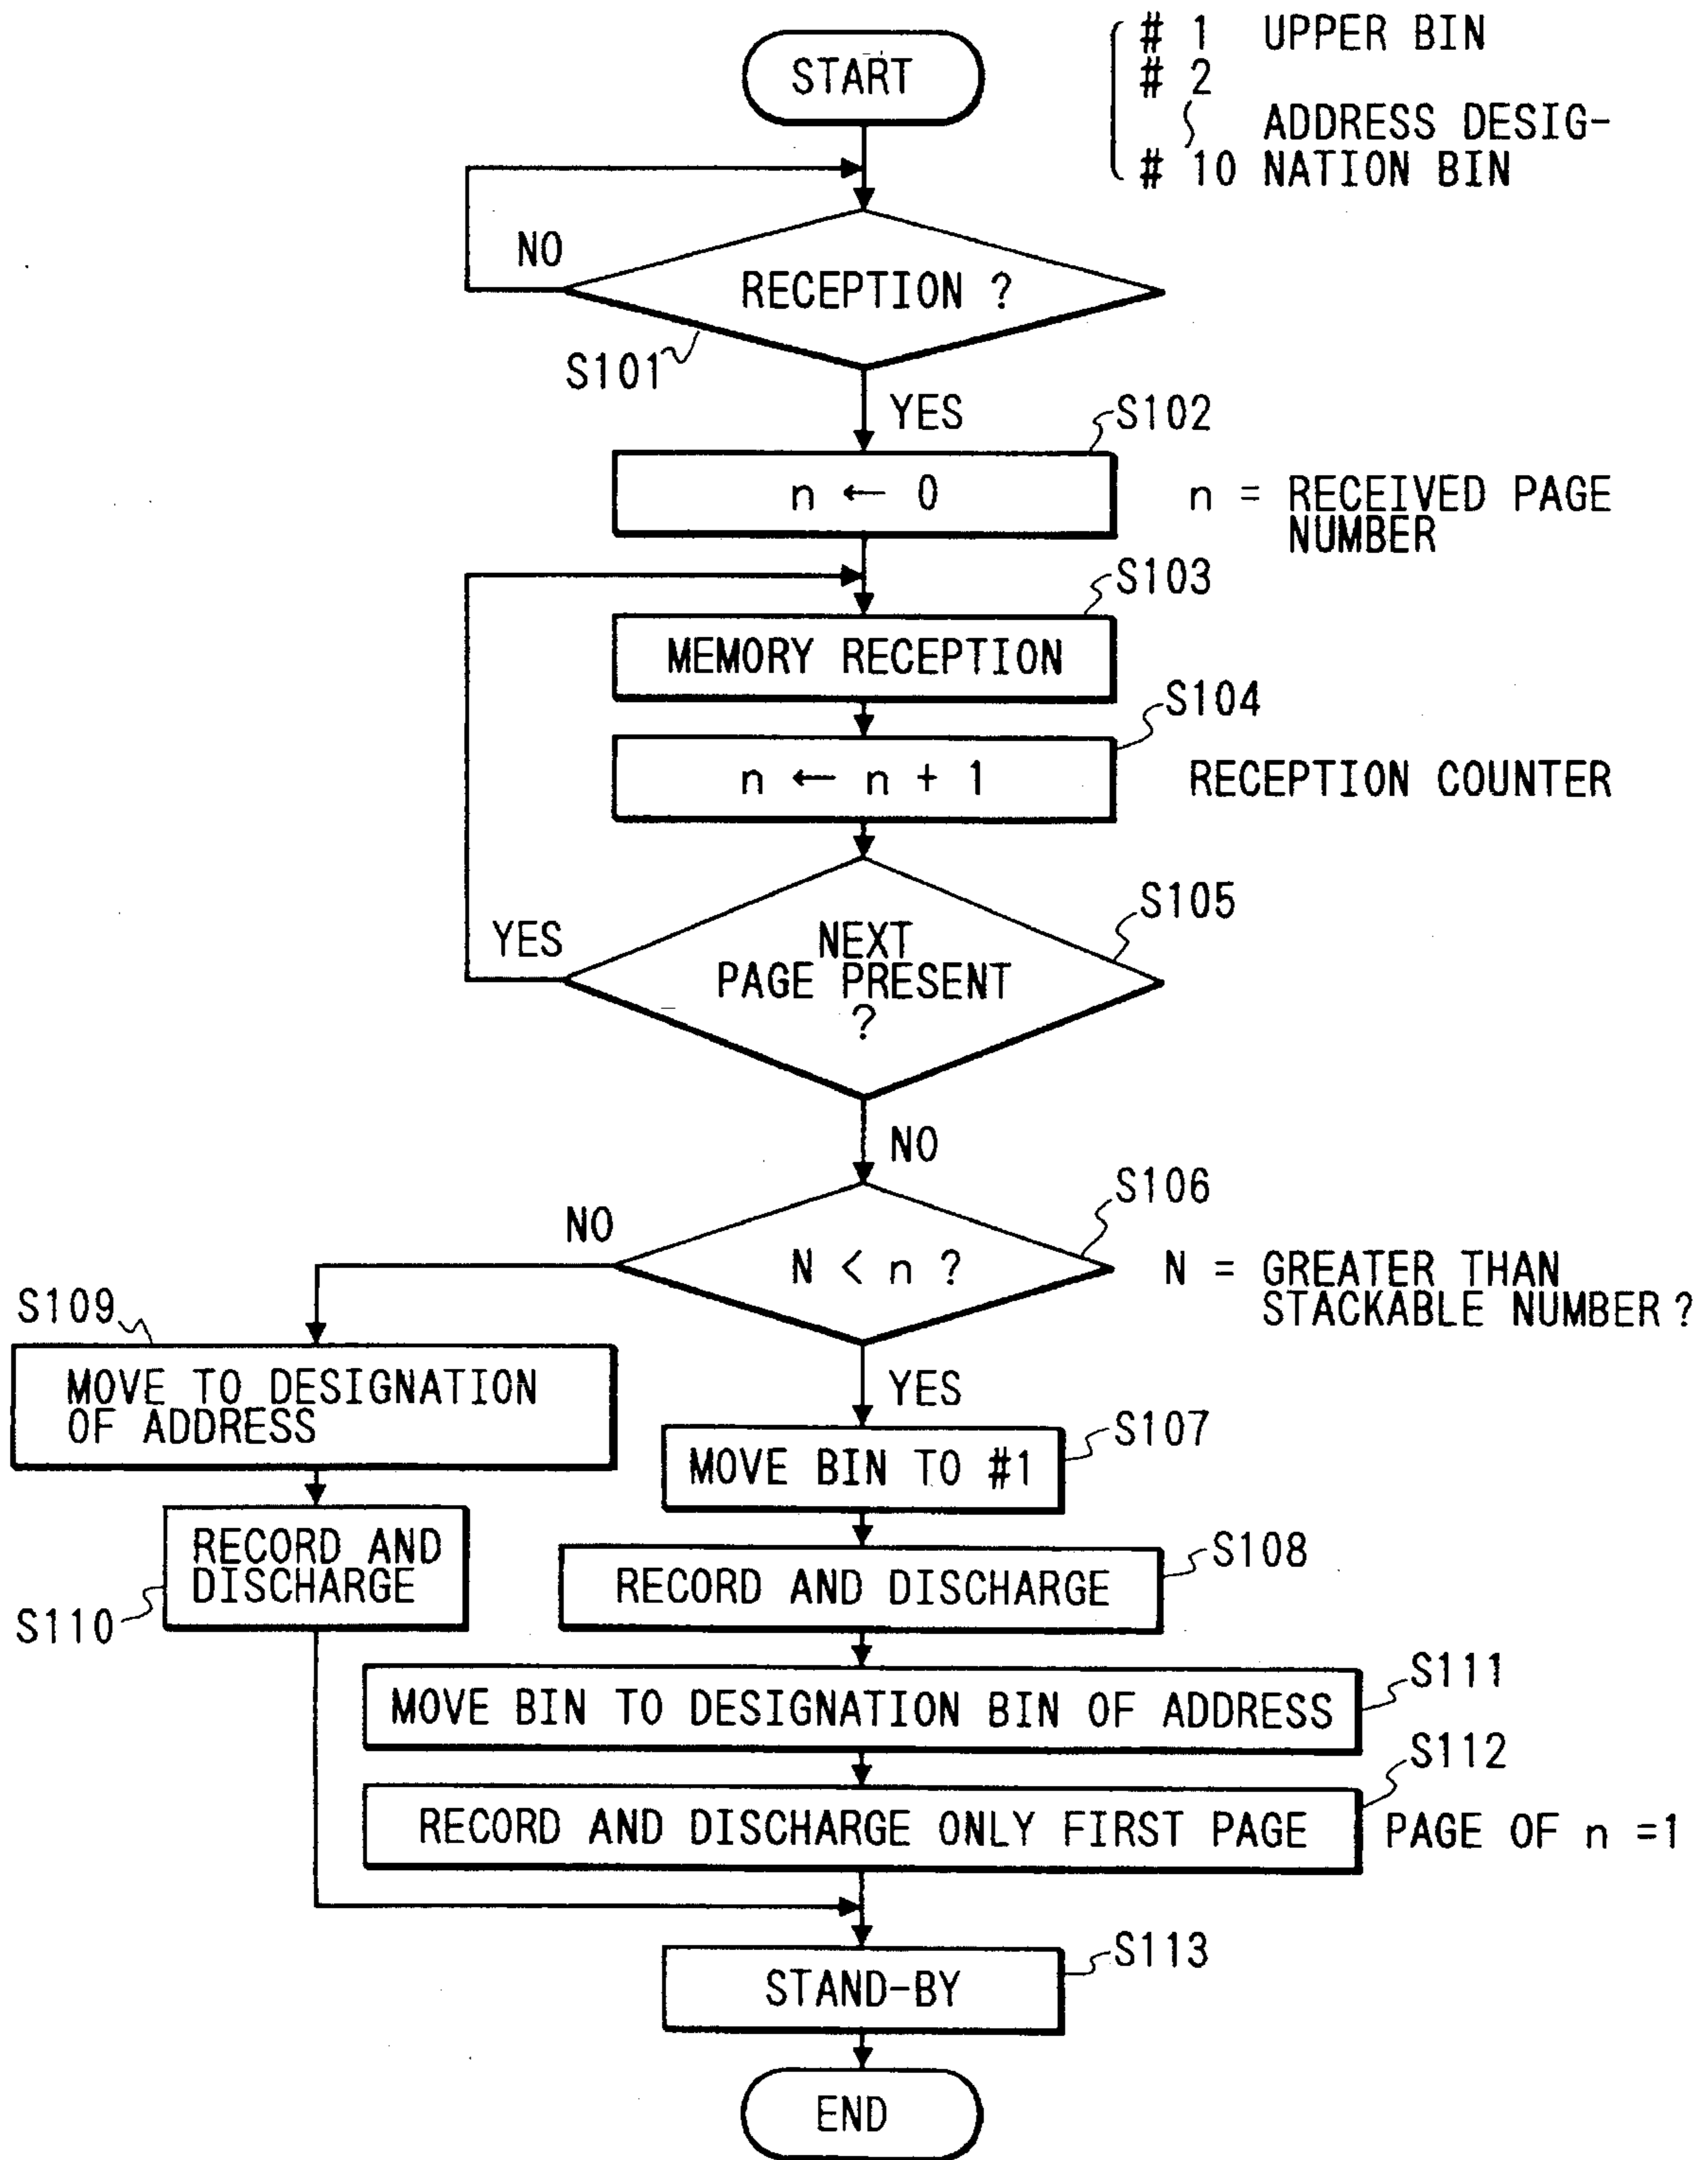 START
# 1 UPPER BIN
# 2
ADDRESS DESIG-
# 10 NATION BIN
NO
RECEPTION ?
S101
YES
S102
n ← 0
n = RECEIVED PAGE
NUMBER
S103
MEMORY RECEPTION
S104
n ← n + 1
RECEPTION COUNTER
S105
YES
NEXT
PAGE PRESENT
?
NO
S106
NO
N < n ?
N = GREATER THAN
STACKABLE NUMBER ?
S109
MOVE TO DESIGNATION
OF ADDRESS
YES
S107
MOVE BIN TO #1
RECORD AND
DISCHARGE
S110
S108
RECORD AND DISCHARGE
S111
MOVE BIN TO DESIGNATION BIN OF ADDRESS
S112
RECORD AND DISCHARGE ONLY FIRST PAGE
PAGE OF n =1
S113
STAND-BY
END